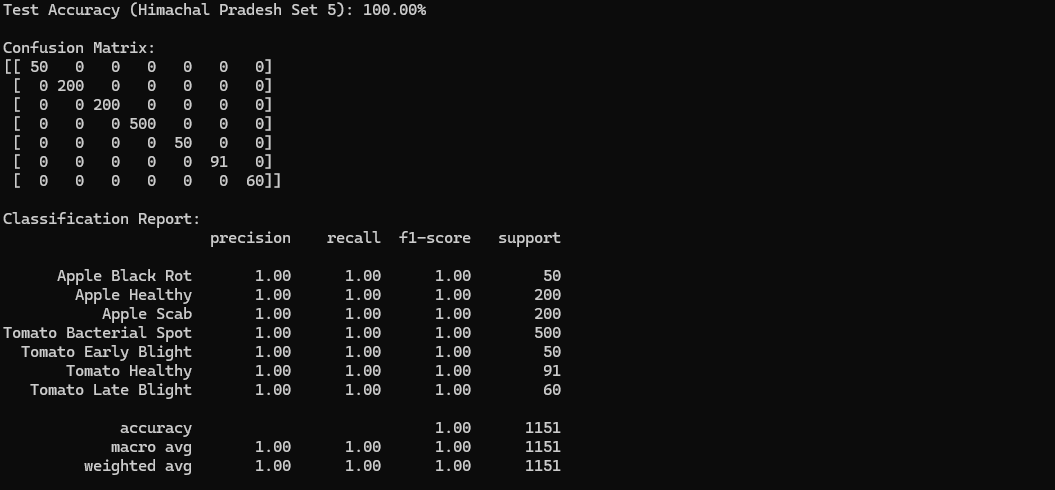 Test Accuracy (Himachal Pradesh Set 5): 100.00%
Confusion Matrix:
[[ 50   0   0   0   0   0   0]
 [  0 200   0   0   0   0   0]
 [  0   0 200   0   0   0   0]
 [  0   0   0 500   0   0   0]
 [  0   0   0   0  50   0   0]
 [  0   0   0   0   0  91   0]
 [  0   0   0   0   0   0  60]]
Classification Report:
                       precision    recall  f1-score   support
      Apple Black Rot       1.00      1.00      1.00        50
        Apple Healthy       1.00      1.00      1.00       200
           Apple Scab       1.00      1.00      1.00       200
Tomato Bacterial Spot       1.00      1.00      1.00       500
  Tomato Early Blight       1.00      1.00      1.00        50
       Tomato Healthy       1.00      1.00      1.00        91
   Tomato Late Blight       1.00      1.00      1.00        60
             accuracy                           1.00      1151
            macro avg       1.00      1.00      1.00      1151
         weighted avg       1.00      1.00      1.00      1151